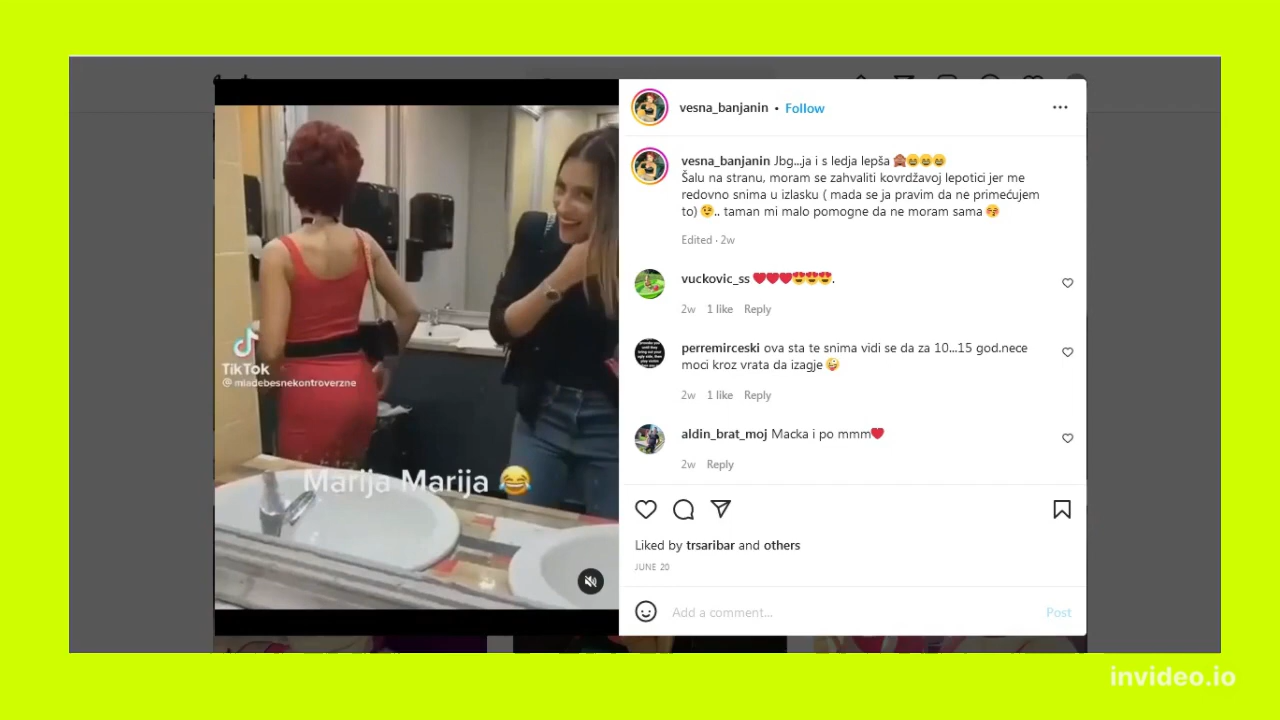 TikTok
@mladebesnekontroverzne
Marija Marija 😂
vesna_banjanin • Follow
vesna_banjanin Jbg...ja i s ledja lepša 🙈😄😄😄
Šalu na stranu, moram se zahvaliti kovrdžavoj lepotici jer me
redovno snima u izlasku ( mada se ja pravim da ne primećujem
to) 😉.. taman mi malo pomogne da ne moram sama 😚
Edited · 2w
vuckovic_ss ❤️❤️❤️😍😍😍.
2w 1 like Reply
perremirceski ova sta te snima vidi se da za 10...15 god.nece
moci kroz vrata da izagje 🤪
2w 1 like Reply
aldin_brat_moj Macka i po mmm❤️
2w Reply
Liked by trsaribar and others
JUNE 20
Add a comment...
Post
invideo.io